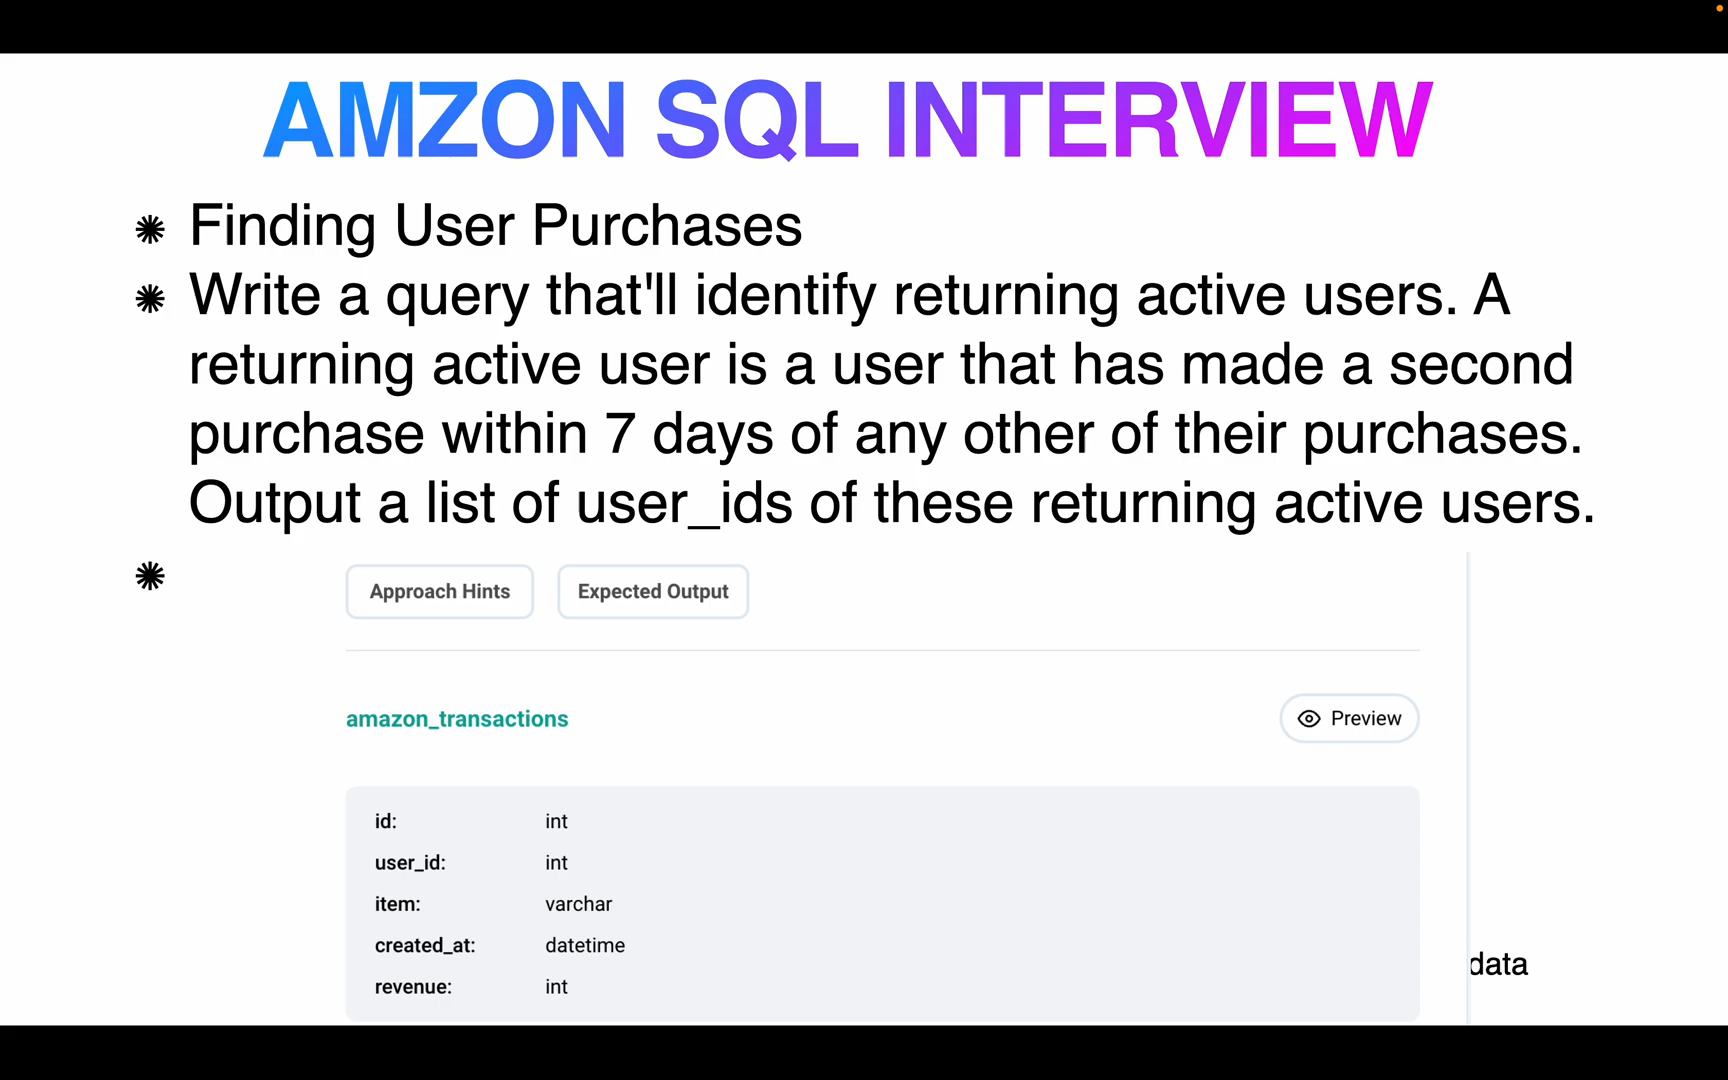 AMZON SQL INTERVIEW
Finding User Purchases
Write a query that'll identify returning active users. A
returning active user is a user that has made a second
purchase within 7 days of any other of their purchases.
Output a list of user_ids of these returning active users.
Approach Hints Expected Output
amazon_transactions Preview
id: int
user_id: int
item: varchar
created_at: datetime
data
revenue: int